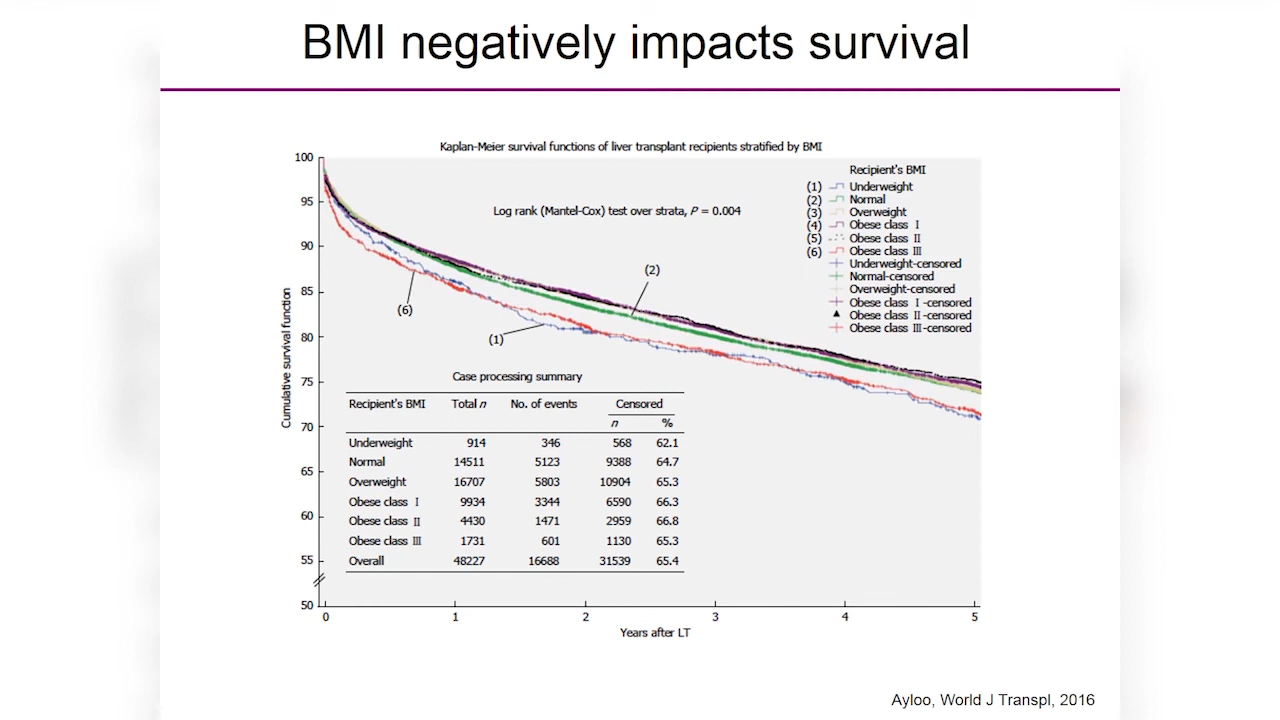 BMI negatively impacts survival
Kaplan-Meier survival functions of liver transplant recipients stratified by BMI
100
95
90
85
80
75
70
65
60
55
50
Cumulative survival function
Log rank (Mantel-Cox) test over strata, P = 0.004
Recipient's BMI
(1) Underweight
(2) Normal
(3) Overweight
(4) Obese class I
(5) Obese class II
(6) Obese class III
Underweight-censored
Normal-censored
Overweight-censored
Obese class I -censored
Obese class II -censored
Obese class III -censored
(2)
(6)
(1)
Case processing summary
Recipient's BMI Total n No. of events Censored
n %
Underweight 914 346 568 62.1
Normal 14511 5123 9388 64.7
Overweight 16707 5803 10904 65.3
Obese class I 9934 3344 6590 66.3
Obese class II 4430 1471 2959 66.8
Obese class III 1731 601 1130 65.3
Overall 48227 16688 31539 65.4
0 1 2 3 4 5
Years after LT
Ayloo, World J Transpl, 2016